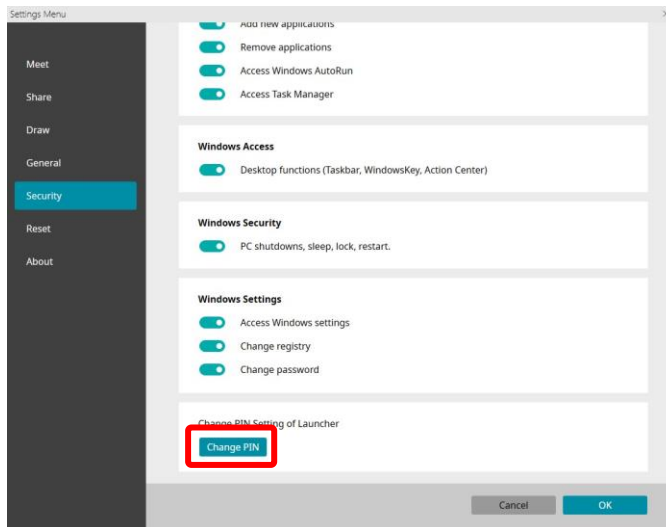 Settings Menu
Meet
Share
Draw
General
Security
Reset
About
Add new applications
Remove applications
Access Windows AutoRun
Access Task Manager
Windows Access
Desktop functions (Taskbar, WindowsKey, Action Center)
Windows Security
PC shutdowns, sleep, lock, restart.
Windows Settings
Access Windows settings
Change registry
Change password
Change PIN Setting of Launcher
Change PIN
Cancel
OK